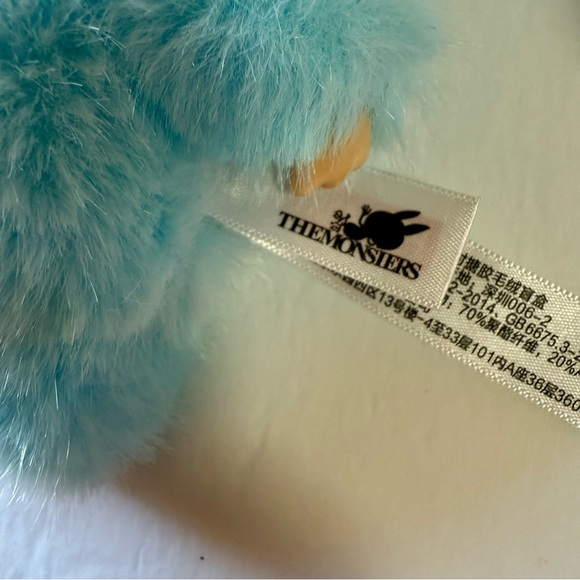 THEMONSTERS
搪胶毛绒盲盒
地：深圳006-2
2-2014、GB6675.3-2
70%聚酯纤维，20%
园西区13号楼-4至33层101内A座36层360